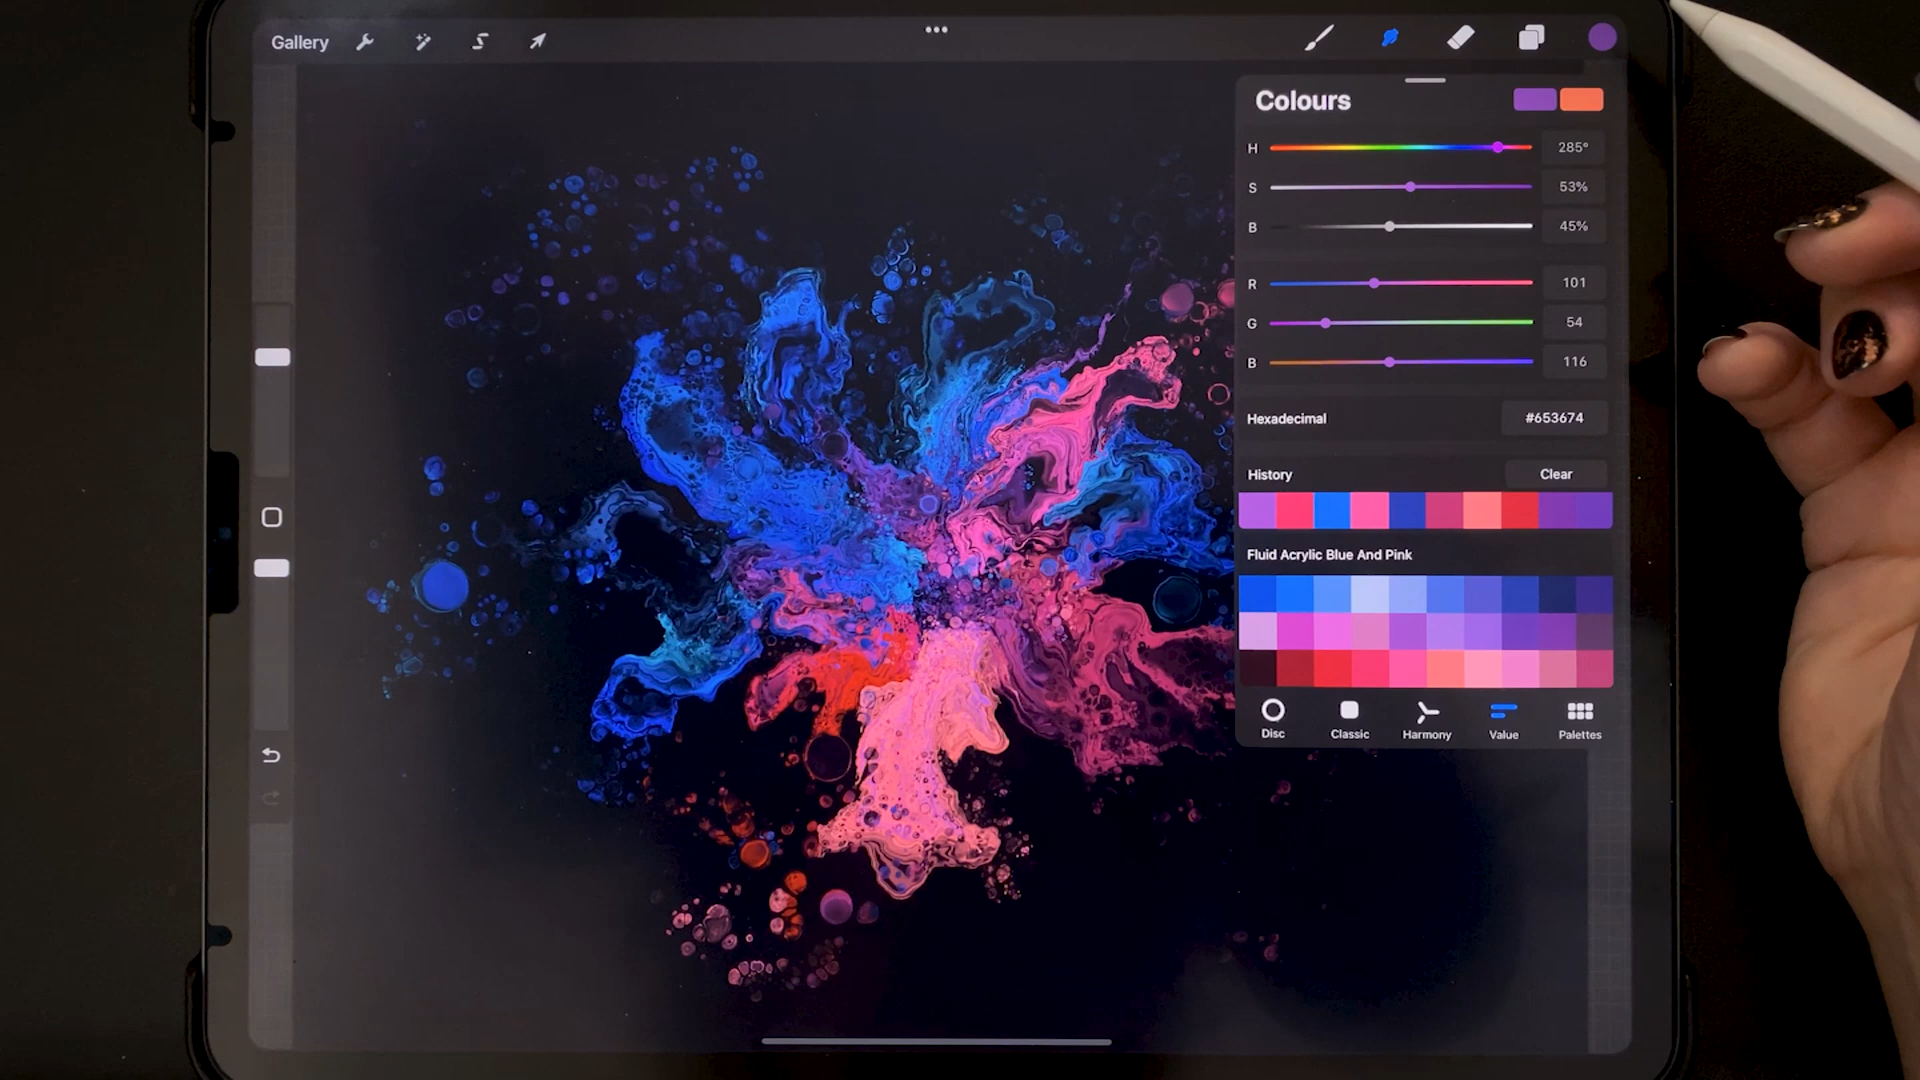 Gallery
Colours
H 285°
S 53%
B 45%
R 101
G 54
B 116
Hexadecimal #653674
History Clear
Fluid Acrylic Blue And Pink
Disc Classic Harmony Value Palettes